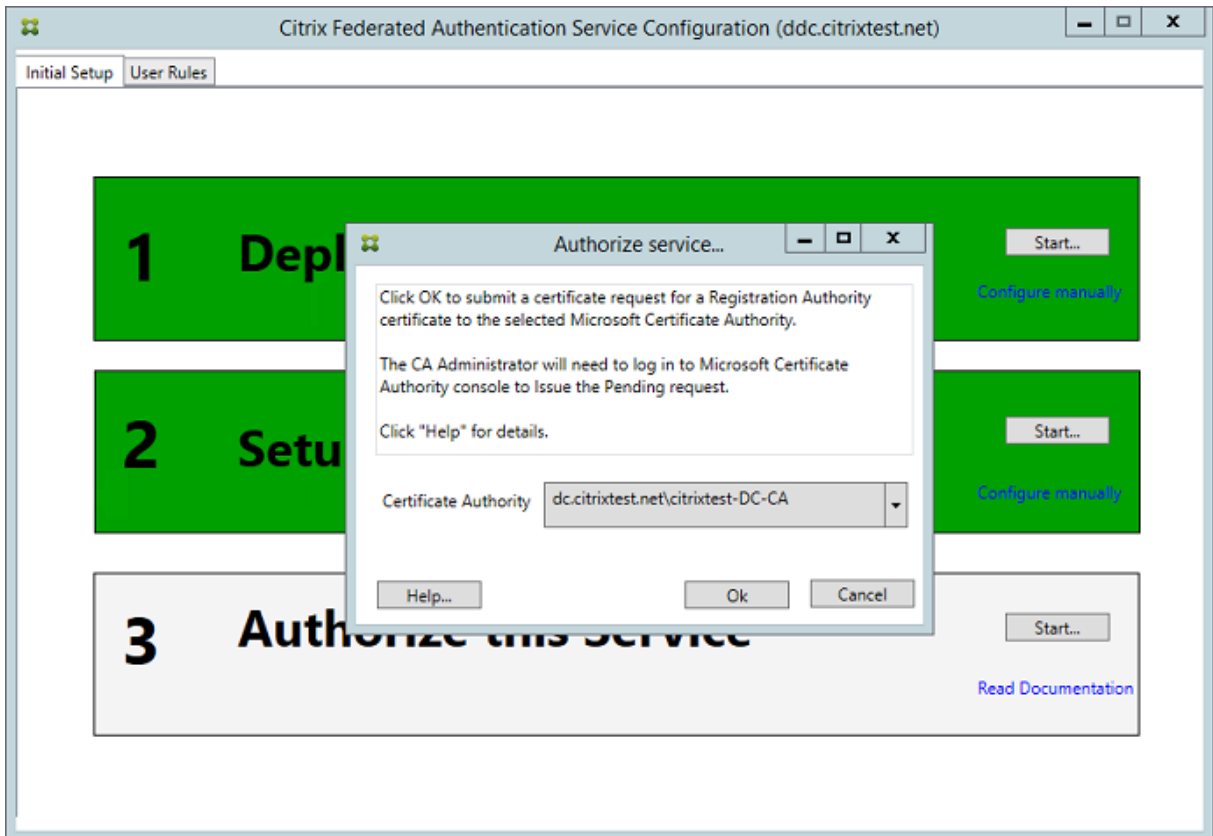 Citrix Federated Authentication Service Configuration (ddc.citrixtest.net)
Initial Setup
User Rules
1
Start...
Configure manually
Authorize service...
Click OK to submit a certificate request for a Registration Authority
certificate to the selected Microsoft Certificate Authority.
The CA Administrator will need to log in to Microsoft Certificate
Authority console to Issue the Pending request.
Click "Help" for details.
Certificate Authority
dc.citrixtest.net\citrixtest-DC-CA
Help...
Ok
Cancel
2
Start...
Configure manually
3
Authorize this Service
Start...
Read Documentation